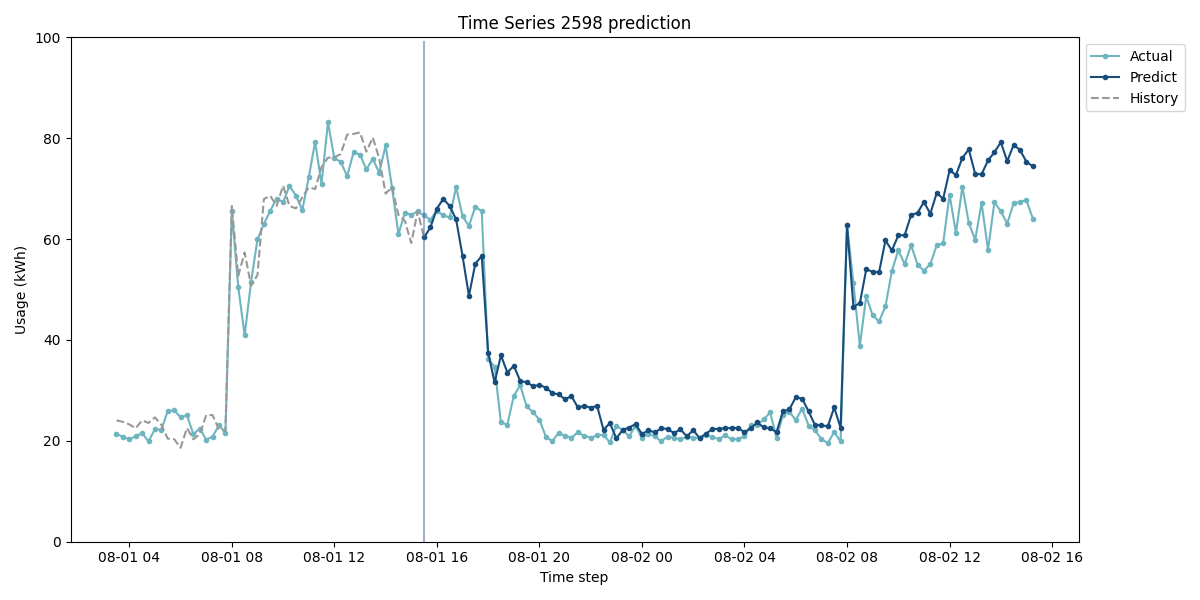 Time Series 2598 prediction
100
80
60
40
20
0
Usage (kWh)
08-01 04
08-01 08
08-01 12
08-01 16
08-01 20
08-02 00
08-02 04
08-02 08
08-02 12
08-02 16
Time step
Actual
Predict
History